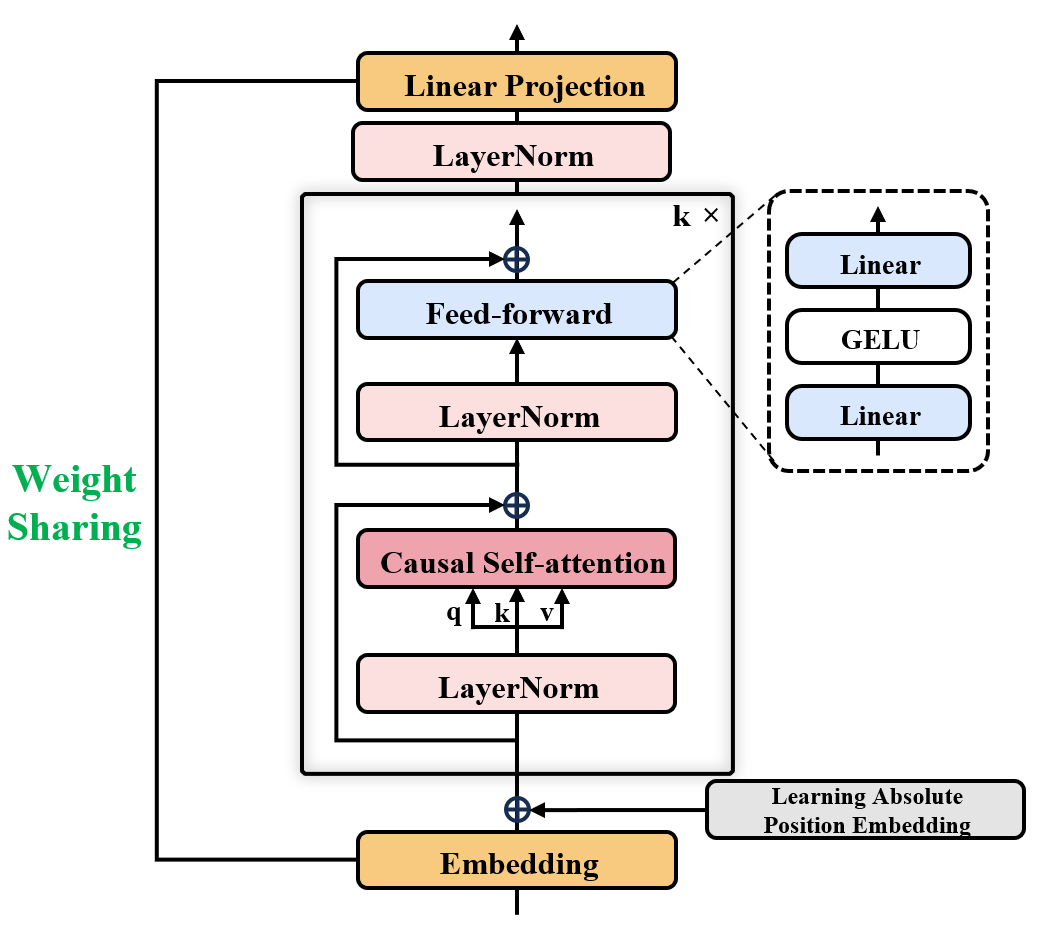 Linear Projection
LayerNorm
k ×
Feed-forward
LayerNorm
Causal Self-attention
q k v
LayerNorm
Embedding
Learning Absolute
Position Embedding
Linear
GELU
Linear
Weight
Sharing